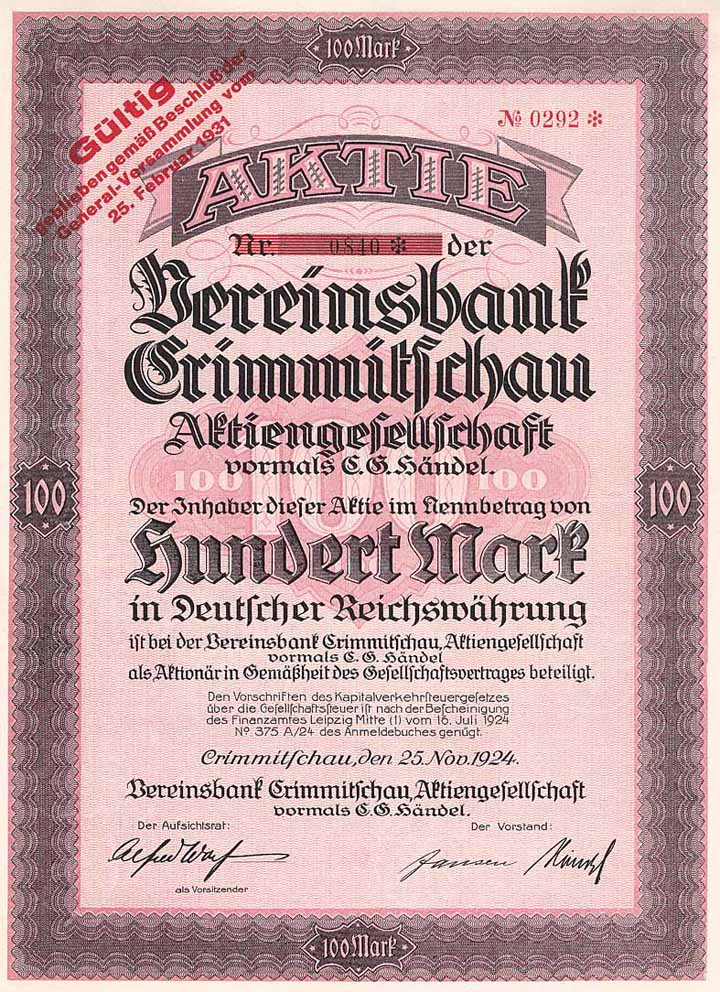 100 Mark
Gültig
geblieben gemäß Beschluß der
General-Versammlung vom
25. Februar 1931
№ 0292 *
AKTIE
Nr. 0840 * der
Vereinsbank
Crimmitſchau
Aktiengeſellſchaft
vormals C. G. Händel.
100 100 100
Der Inhaber dieſer Aktie im Nennbetrag von
100 Hundert Mark 100
in Deutſcher Reichswährung
iſt bei der Vereinsbank Crimmitſchau, Aktiengeſellſchaft
vormals C. G. Händel
als Aktionär in Gemäßheit des Geſellſchaftsvertrages beteiligt.
Den Vorschriften des Kapitalverkehrſteuergeſetzes
über die Geſellſchaftsſteuer iſt nach der Beſcheinigung
des Finanzamtes Leipzig Mitte (1) vom 16. Juli 1924
№ 375 A/24 des Anmeldebuches genügt.
Crimmitſchau, den 25. Nov. 1924.
Vereinsbank Crimmitſchau, Aktiengeſellſchaft
vormals C. G. Händel.
Der Aufsichtsrat: Der Vorstand:
Jansen
als Vorsitzender
100 Mark